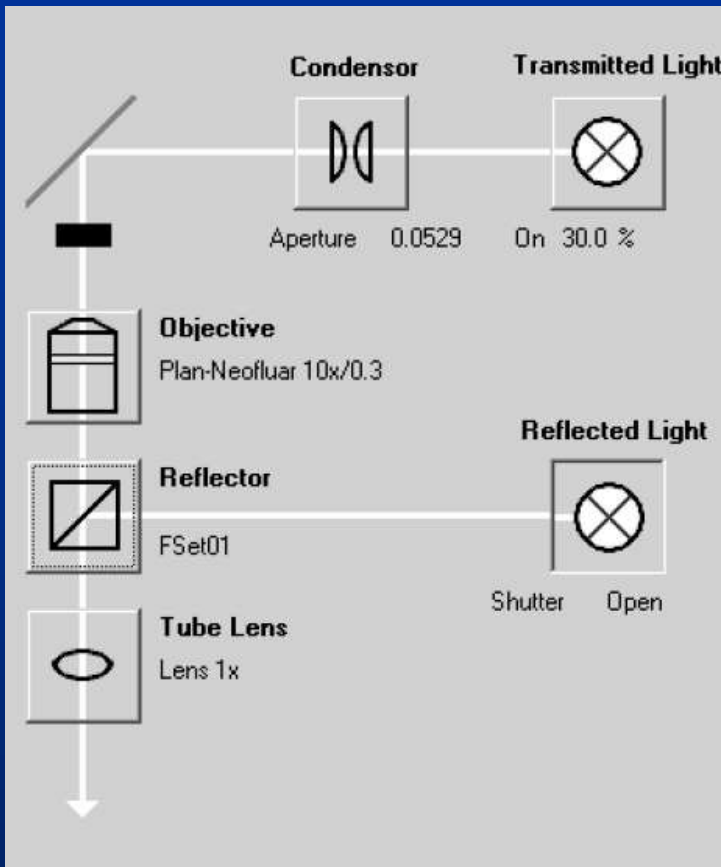 Condensor
Transmitted Light
Aperture 0.0529
On 30.0 %
Objective
Plan-Neofluar 10x/0.3
Reflected Light
Reflector
FSet01
Shutter Open
Tube Lens
Lens 1x